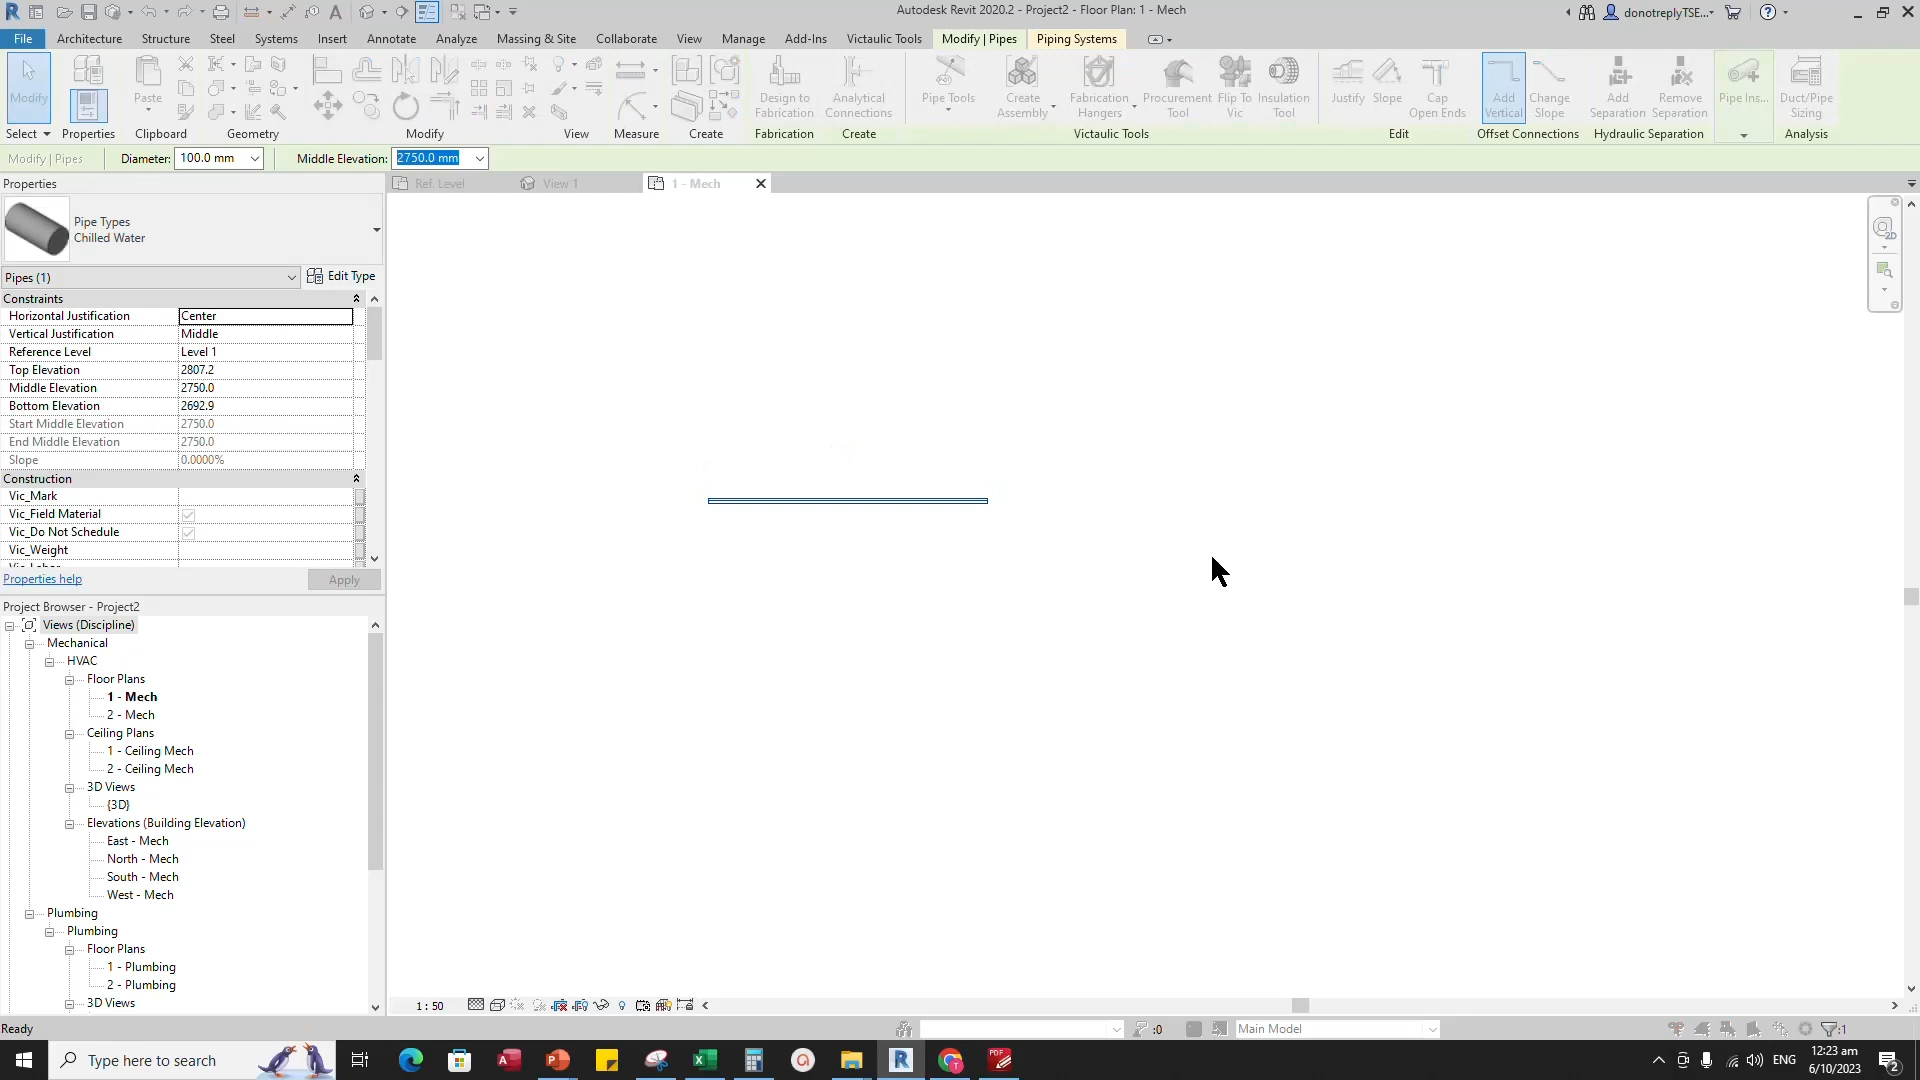 Autodesk Revit 2020.2 - Project2 - Floor Plan: 1 - Mech
donotreplyTSE...
File Architecture Structure Steel Systems Insert Annotate Analyze Massing & Site Collaborate View Manage Add-Ins Victaulic Tools Modify | Pipes Piping Systems
Modify Paste Design to Fabrication Analytical Connections Pipe Tools Create Assembly Fabrication Hangers Procurement Tool Flip To Vic Insulation Tool Justify Slope Cap Open Ends Add Vertical Change Slope Add Separation Remove Separation Pipe Ins... Duct/Pipe Sizing
Select Properties Clipboard Geometry Modify View Measure Create Fabrication Create Victaulic Tools Edit Offset Connections Hydraulic Separation Analysis
Modify | Pipes Diameter: 100.0 mm Middle Elevation: 2750.0 mm
Properties
Ref. Level View 1 1 - Mech
Pipe Types
Chilled Water
Pipes (1) Edit Type
Constraints
Horizontal Justification Center
Vertical Justification Middle
Reference Level Level 1
Top Elevation 2807.2
Middle Elevation 2750.0
Bottom Elevation 2692.9
Start Middle Elevation 2750.0
End Middle Elevation 2750.0
Slope 0.0000%
Construction
Vic_Mark
Vic_Field Material
Vic_Do Not Schedule
Vic_Weight
Properties help Apply
Project Browser - Project2
Views (Discipline)
Mechanical
HVAC
Floor Plans
1 - Mech
2 - Mech
Ceiling Plans
1 - Ceiling Mech
2 - Ceiling Mech
3D Views
{3D}
Elevations (Building Elevation)
East - Mech
North - Mech
South - Mech
West - Mech
Plumbing
Plumbing
Floor Plans
1 - Plumbing
2 - Plumbing
3D Views
1 : 50
Ready :0 Main Model :1
Type here to search ENG 12:23 am
6/10/2023
2